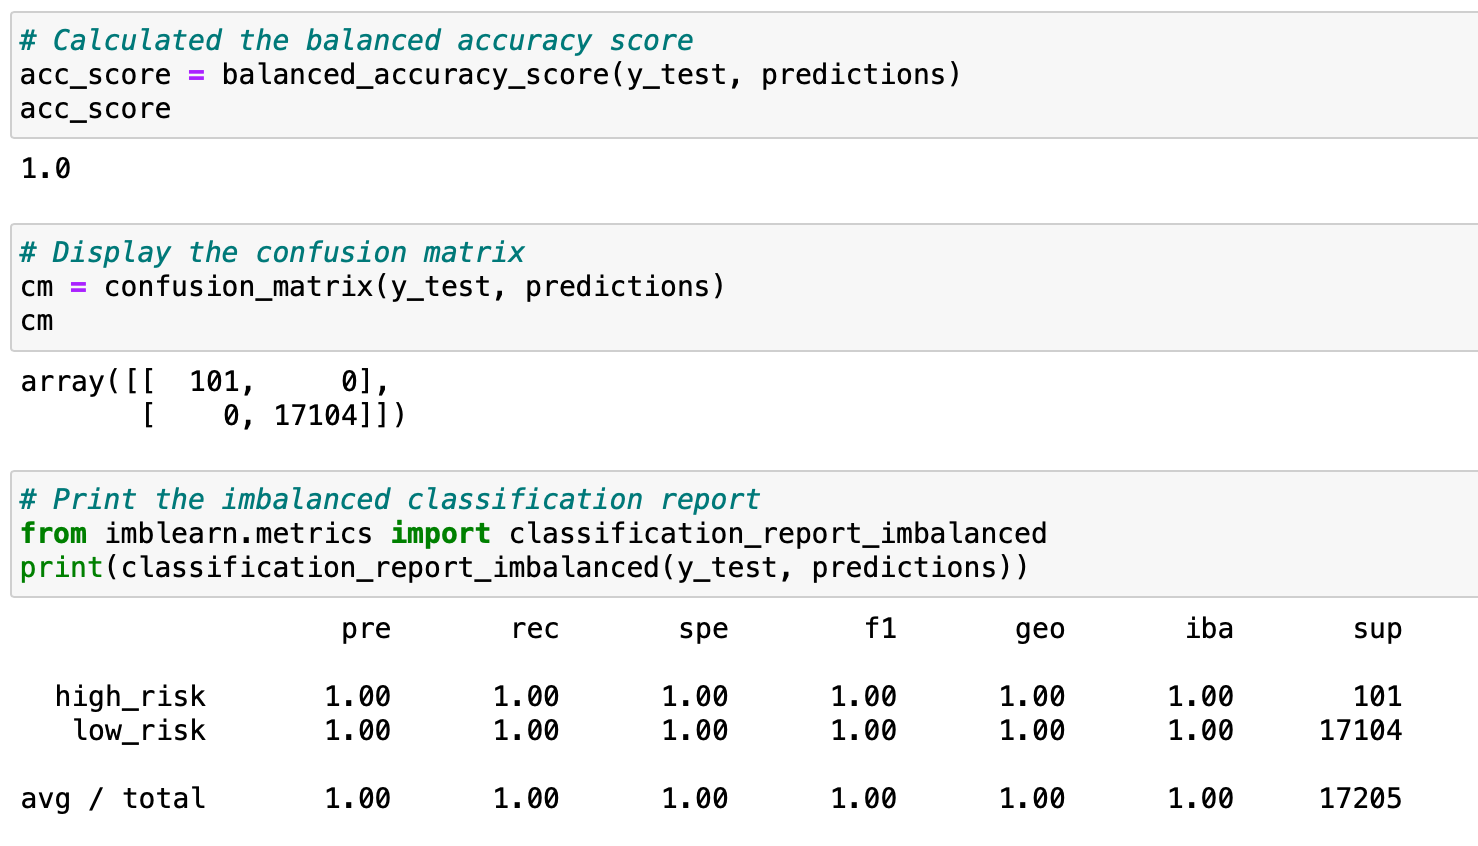 # Calculated the balanced accuracy score
acc_score = balanced_accuracy_score(y_test, predictions)
acc_score
1.0
# Display the confusion matrix
cm = confusion_matrix(y_test, predictions)
cm
array([[  101,     0],
       [    0, 17104]])
# Print the imbalanced classification report
from imblearn.metrics import classification_report_imbalanced
print(classification_report_imbalanced(y_test, predictions))
                   pre       rec       spe        f1       geo       iba       sup
  high_risk       1.00      1.00      1.00      1.00      1.00      1.00       101
   low_risk       1.00      1.00      1.00      1.00      1.00      1.00     17104
avg / total       1.00      1.00      1.00      1.00      1.00      1.00     17205